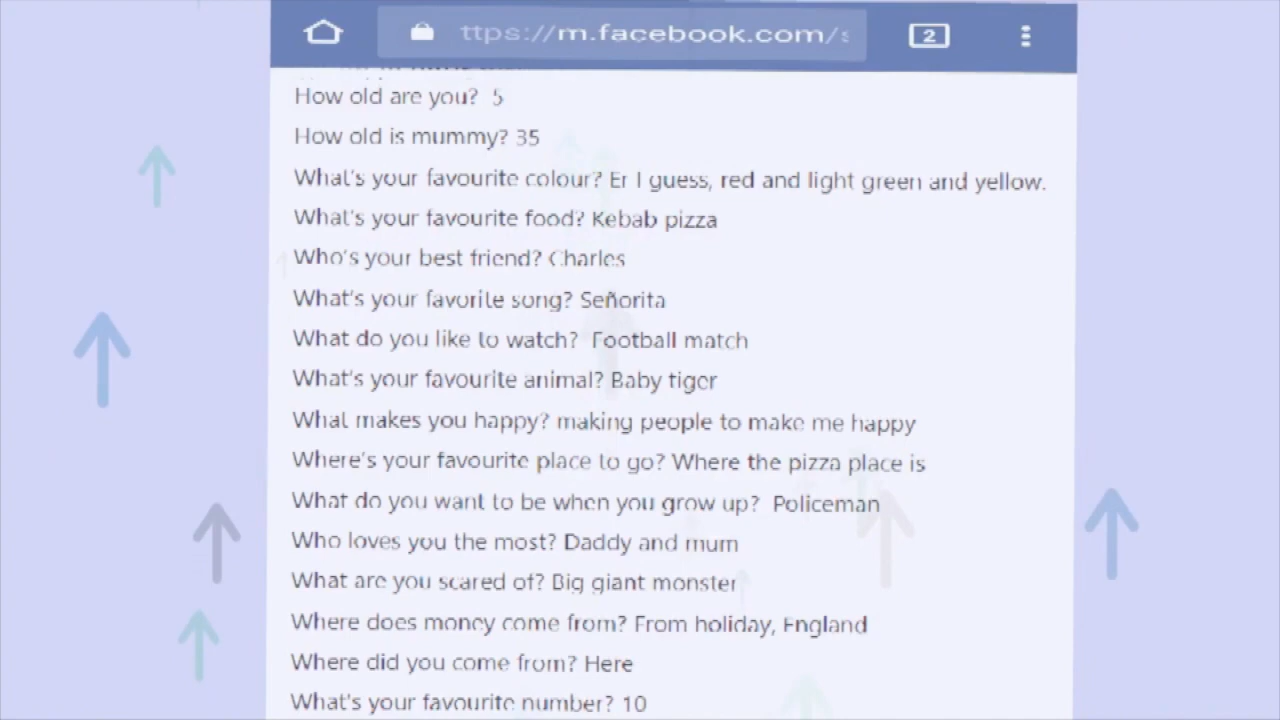 2
ttps://m.facebook.com/s
How old are you? 5
How old is mummy? 35
What's your favourite colour? Er I guess, red and light green and yellow.
What's your favourite food? Kebab pizza
Who's your best friend? Charles
What's your favorite song? Señorita
What do you like to watch? Football match
What's your favourite animal? Baby tiger
What makes you happy? making people to make me happy
Where's your favourite place to go? Where the pizza place is
What do you want to be when you grow up? Policeman
Who loves you the most? Daddy and mum
What are you scared of? Big giant monster
Where does money come from? From holiday, England
Where did you come from? Here
What's your favourite number? 10